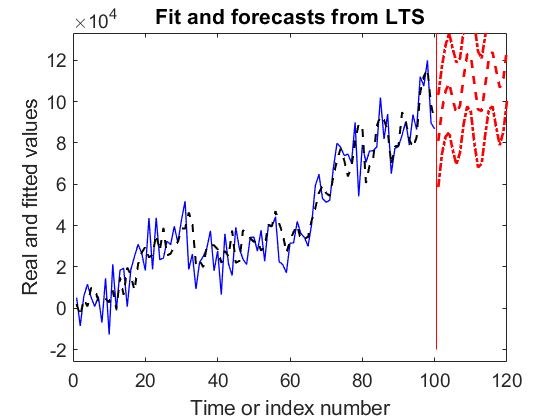 Fit and forecasts from LTS
×10⁴
12
10
8
6
4
2
0
-2
Real and fitted values
0 20 40 60 80 100 120
Time or index number